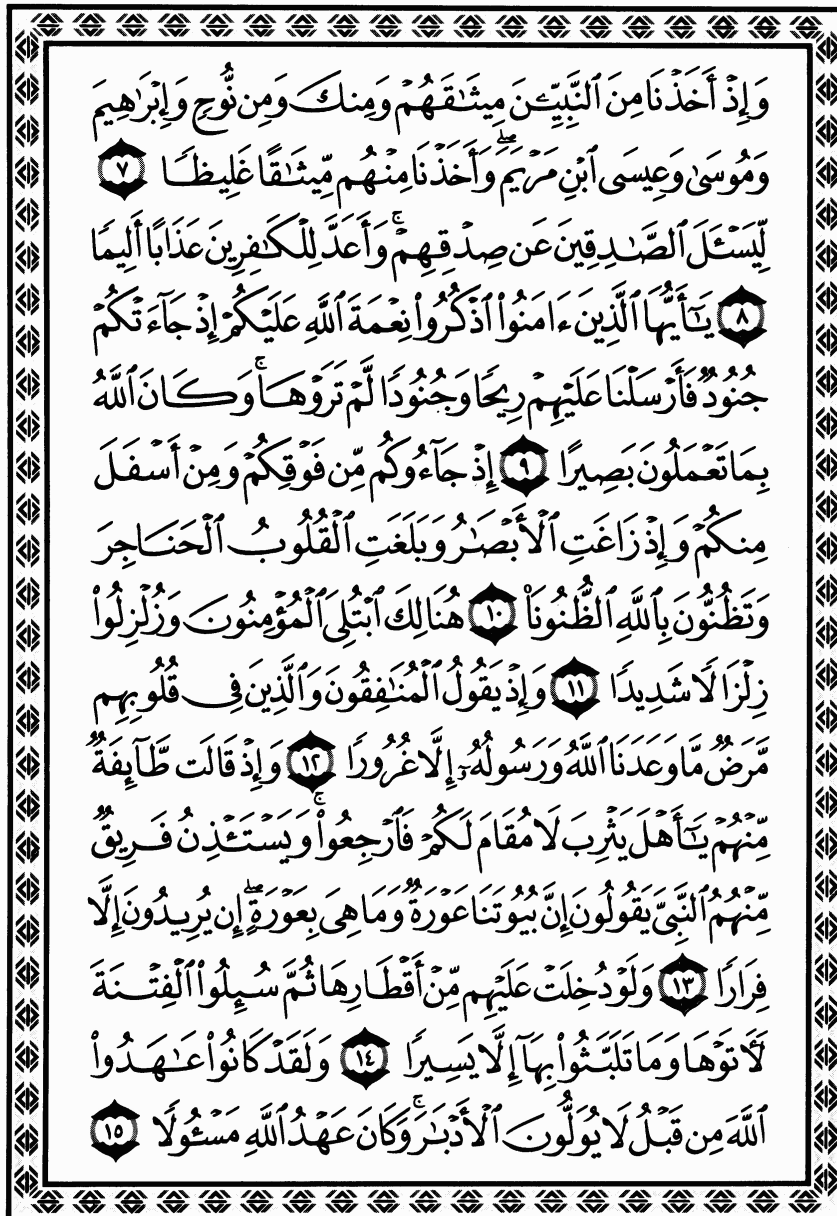 وَإِذْ أَخَذْنَا مِنَ ٱلنَّبِيِّـۧنَ مِيثَٰقَهُمْ وَمِنكَ وَمِن نُّوحٍ وَإِبْرَٰهِيمَ
وَمُوسَىٰ وَعِيسَى ٱبْنِ مَرْيَمَ ۖ وَأَخَذْنَا مِنْهُم مِّيثَٰقًا غَلِيظًا ٧
لِّيَسْـَٔلَ ٱلصَّٰدِقِينَ عَن صِدْقِهِمْ ۚ وَأَعَدَّ لِلْكَٰفِرِينَ عَذَابًا أَلِيمًا
٨ يَٰٓأَيُّهَا ٱلَّذِينَ ءَامَنُوا۟ ٱذْكُرُوا۟ نِعْمَةَ ٱللَّهِ عَلَيْكُمْ إِذْ جَآءَتْكُمْ
جُنُودٌ فَأَرْسَلْنَا عَلَيْهِمْ رِيحًا وَجُنُودًا لَّمْ تَرَوْهَا ۚ وَكَانَ ٱللَّهُ
بِمَا تَعْمَلُونَ بَصِيرًا ٩ إِذْ جَآءُوكُم مِّن فَوْقِكُمْ وَمِنْ أَسْفَلَ
مِنكُمْ وَإِذْ زَاغَتِ ٱلْأَبْصَٰرُ وَبَلَغَتِ ٱلْقُلُوبُ ٱلْحَنَاجِرَ
وَتَظُنُّونَ بِٱللَّهِ ٱلظُّنُونَا۠ ١٠ هُنَالِكَ ٱبْتُلِىَ ٱلْمُؤْمِنُونَ وَزُلْزِلُوا۟
زِلْزَالًا شَدِيدًا ١١ وَإِذْ يَقُولُ ٱلْمُنَٰفِقُونَ وَٱلَّذِينَ فِى قُلُوبِهِم
مَّرَضٌ مَّا وَعَدَنَا ٱللَّهُ وَرَسُولُهُۥٓ إِلَّا غُرُورًا ١٢ وَإِذْ قَالَت طَّآئِفَةٌ
مِّنْهُمْ يَٰٓأَهْلَ يَثْرِبَ لَا مُقَامَ لَكُمْ فَٱرْجِعُوا۟ ۚ وَيَسْتَـْٔذِنُ فَرِيقٌ
مِّنْهُمُ ٱلنَّبِىَّ يَقُولُونَ إِنَّ بُيُوتَنَا عَوْرَةٌ وَمَا هِىَ بِعَوْرَةٍ ۖ إِن يُرِيدُونَ إِلَّا
فِرَارًا ١٣ وَلَوْ دُخِلَتْ عَلَيْهِم مِّنْ أَقْطَارِهَا ثُمَّ سُئِلُوا۟ ٱلْفِتْنَةَ
لَـَٔاتَوْهَا وَمَا تَلَبَّثُوا۟ بِهَآ إِلَّا يَسِيرًا ١٤ وَلَقَدْ كَانُوا۟ عَٰهَدُوا۟
ٱللَّهَ مِن قَبْلُ لَا يُوَلُّونَ ٱلْأَدْبَٰرَ ۚ وَكَانَ عَهْدُ ٱللَّهِ مَسْـُٔولًا ١٥